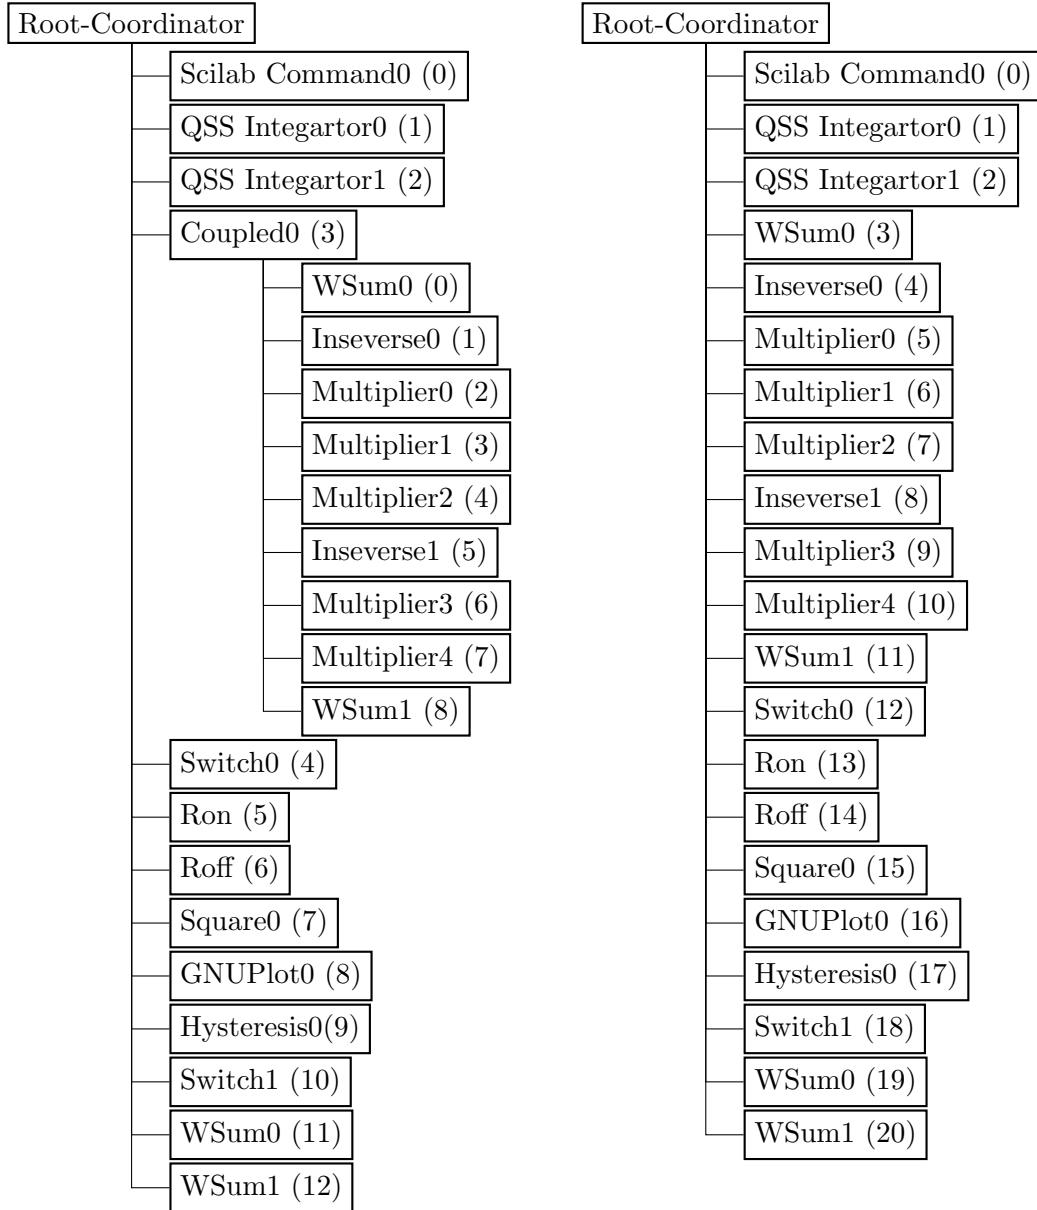 Root-Coordinator
Scilab Command0 (0)
QSS Integartor0 (1)
QSS Integartor1 (2)
Coupled0 (3)
WSum0 (0)
Inseverse0 (1)
Multiplier0 (2)
Multiplier1 (3)
Multiplier2 (4)
Inseverse1 (5)
Multiplier3 (6)
Multiplier4 (7)
WSum1 (8)
Switch0 (4)
Ron (5)
Roff (6)
Square0 (7)
GNUPlot0 (8)
Hysteresis0(9)
Switch1 (10)
WSum0 (11)
WSum1 (12)
Root-Coordinator
Scilab Command0 (0)
QSS Integartor0 (1)
QSS Integartor1 (2)
WSum0 (3)
Inseverse0 (4)
Multiplier0 (5)
Multiplier1 (6)
Multiplier2 (7)
Inseverse1 (8)
Multiplier3 (9)
Multiplier4 (10)
WSum1 (11)
Switch0 (12)
Ron (13)
Roff (14)
Square0 (15)
GNUPlot0 (16)
Hysteresis0 (17)
Switch1 (18)
WSum0 (19)
WSum1 (20)